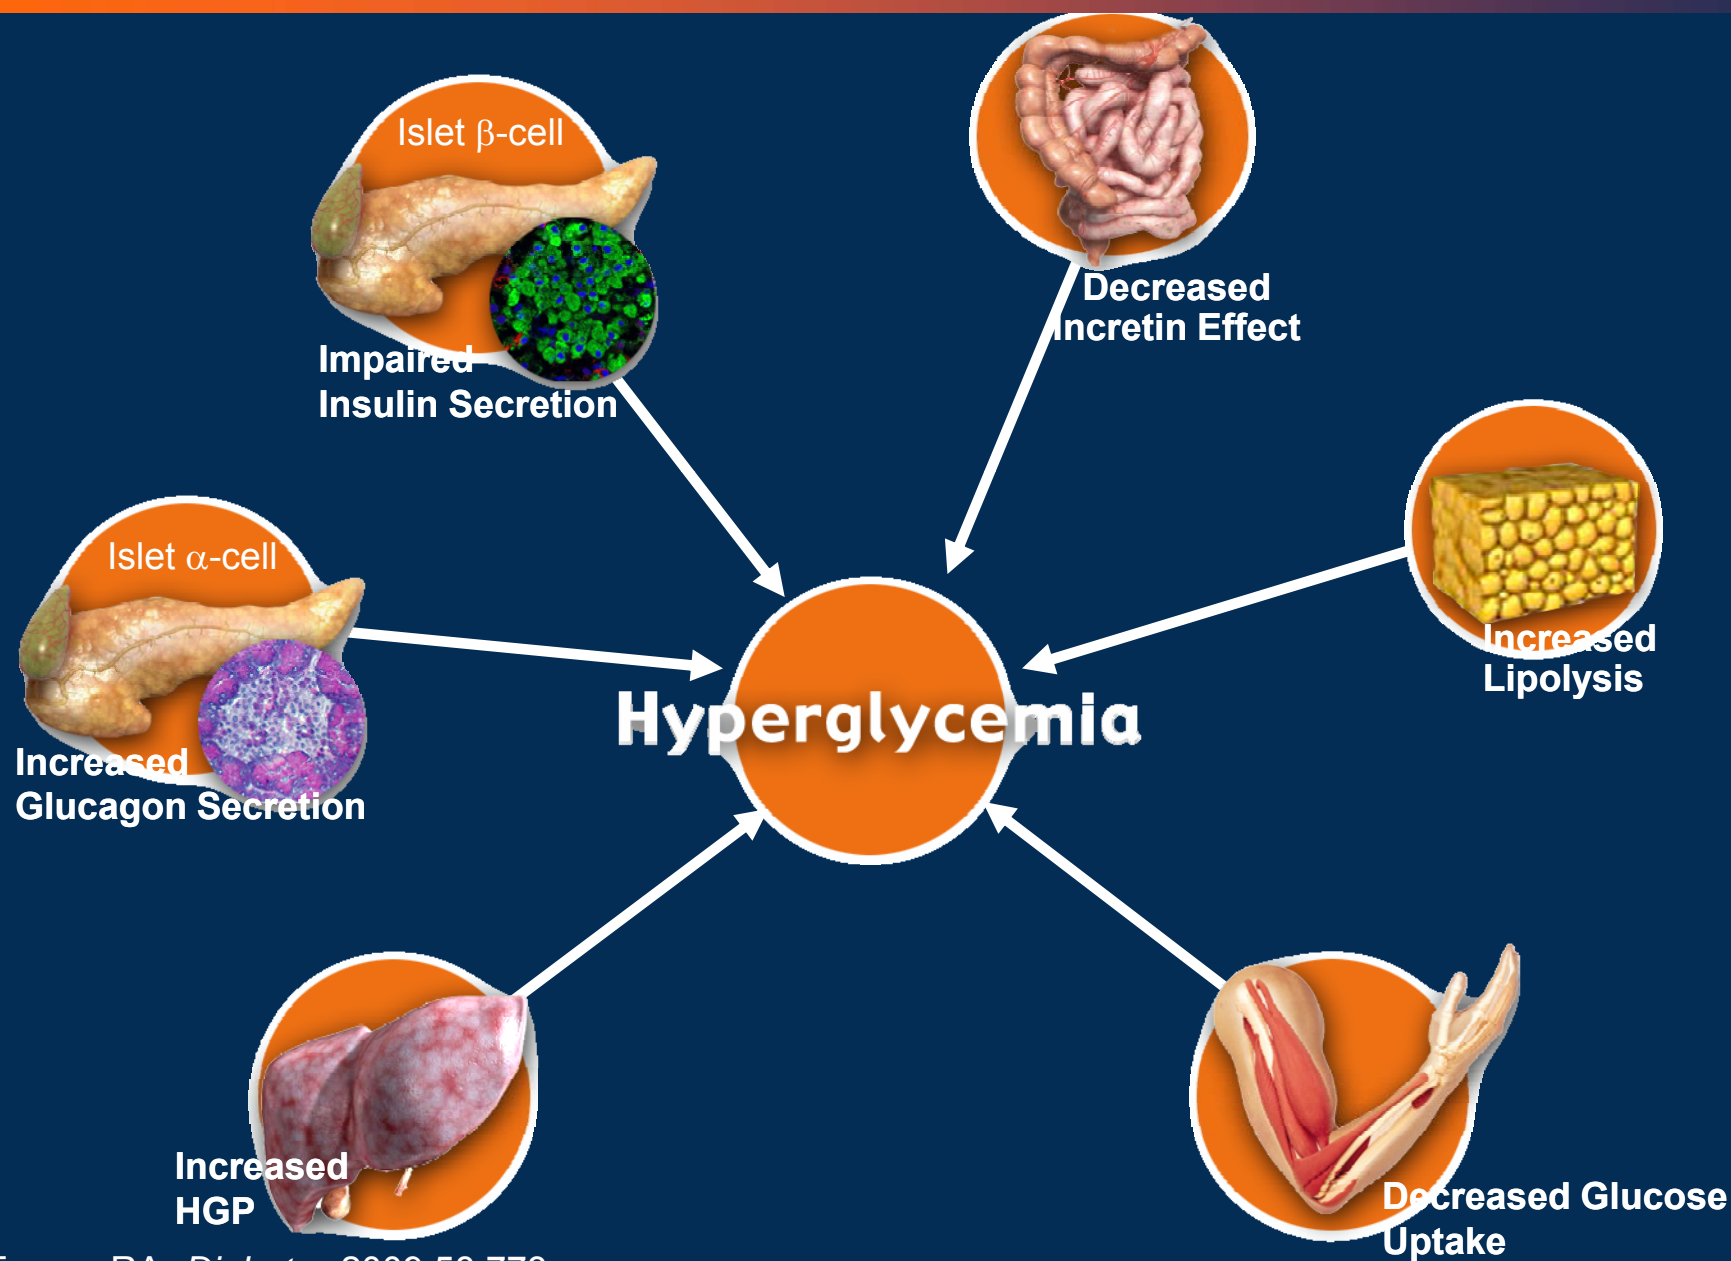 Islet β-cell
Impaired
Insulin Secretion
Decreased
Incretin Effect
Islet α-cell
Increased
Glucagon Secretion
Increased
Lipolysis
Hyperglycemia
Increased
HGP
Decreased Glucose
Uptake
RA.